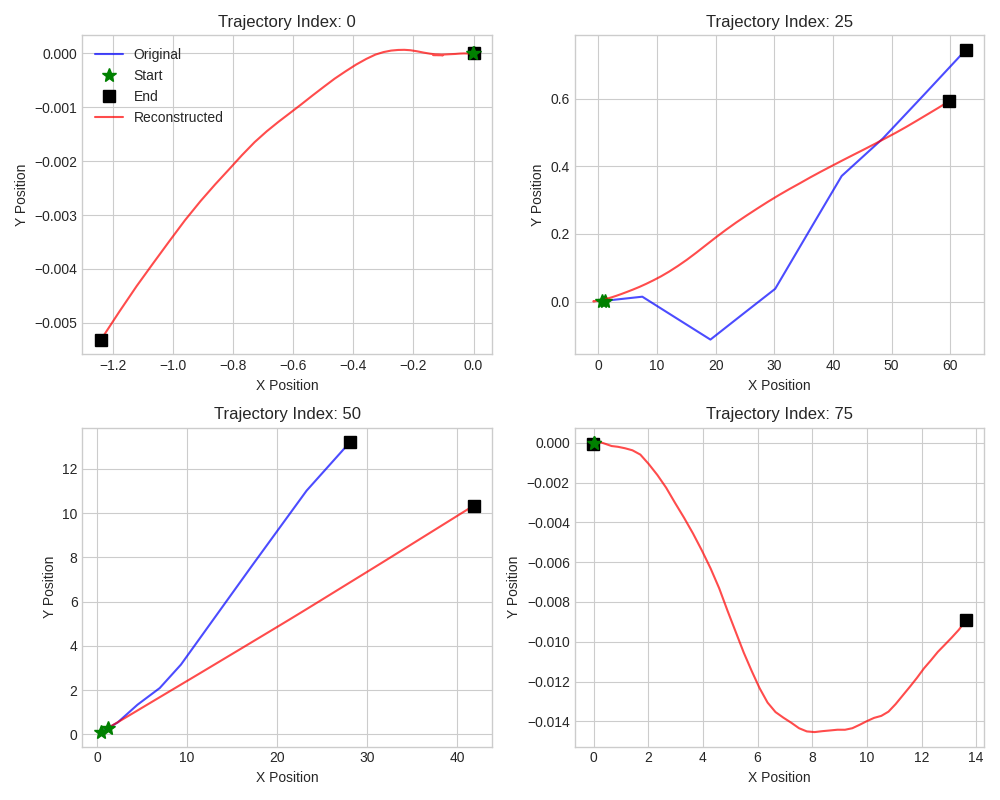 Trajectory Index: 0
0.000
−0.001
−0.002
−0.003
−0.004
−0.005
Y Position
Original
Start
End
Reconstructed
−1.2 −1.0 −0.8 −0.6 −0.4 −0.2 0.0
X Position
Trajectory Index: 25
0.6
0.4
0.2
0.0
Y Position
0 10 20 30 40 50 60
X Position
Trajectory Index: 50
12
10
8
6
4
2
0
Y Position
0 10 20 30 40
X Position
Trajectory Index: 75
0.000
−0.002
−0.004
−0.006
−0.008
−0.010
−0.012
−0.014
Y Position
0 2 4 6 8 10 12 14
X Position